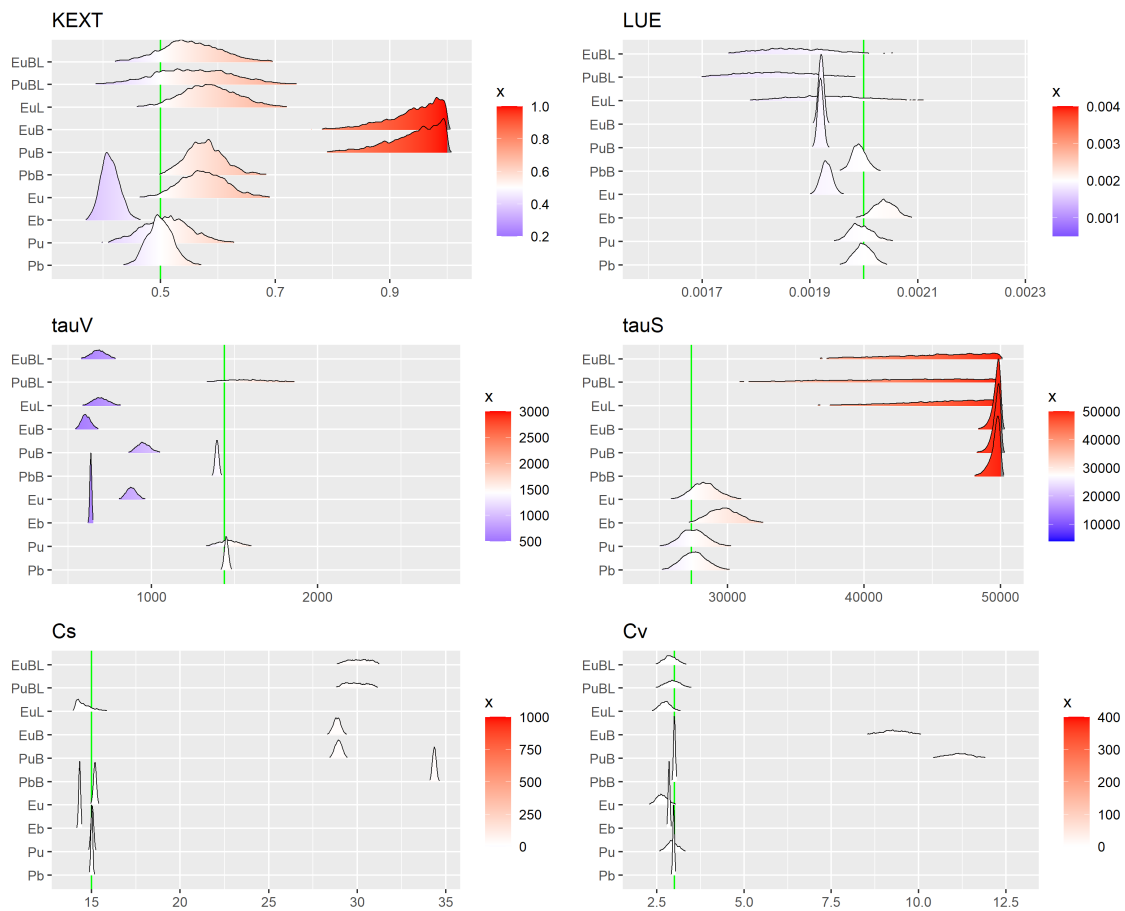 KEXT
EuBL
PuBL
EuL
EuB
PuB
PbB
Eu
Eb
Pu
Pb
0.5
0.7
0.9
x
1.0
0.8
0.6
0.4
0.2
LUE
EuBL
PuBL
EuL
EuB
PuB
PbB
Eu
Eb
Pu
Pb
0.0017
0.0019
0.0021
0.0023
x
0.004
0.003
0.002
0.001
tauV
EuBL
PuBL
EuL
EuB
PuB
PbB
Eu
Eb
Pu
Pb
1000
2000
x
3000
2500
2000
1500
1000
500
tauS
EuBL
PuBL
EuL
EuB
PuB
PbB
Eu
Eb
Pu
Pb
30000
40000
50000
x
50000
40000
30000
20000
10000
Cs
EuBL
PuBL
EuL
EuB
PuB
PbB
Eu
Eb
Pu
Pb
15
20
25
30
35
x
1000
750
500
250
0
Cv
EuBL
PuBL
EuL
EuB
PuB
PbB
Eu
Eb
Pu
Pb
2.5
5.0
7.5
10.0
12.5
x
400
300
200
100
0